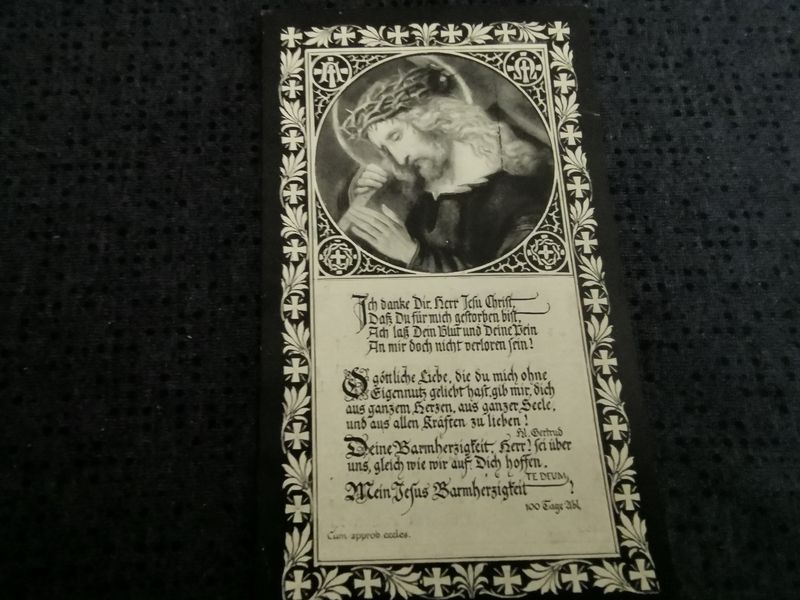 Ich danke Dir, Herr Jesu Christ,
Daß Du für mich gestorben bist.
Ach laß Dein Blut und Deine Pein
An mir doch nicht verloren sein!
O göttliche Liebe, die du mich ohne
Eigennutz geliebt hast, gib mir, dich
aus ganzem Herzen, aus ganzer Seele,
und aus allen Kräften zu lieben!
Hl. Gertrud
Deine Barmherzigkeit, Herr! sei über
uns, gleich wie wir auf Dich hoffen.
TE DEUM
Mein Jesus Barmherzigkeit!
100 Tage Abl.
Cum approb. eccles.